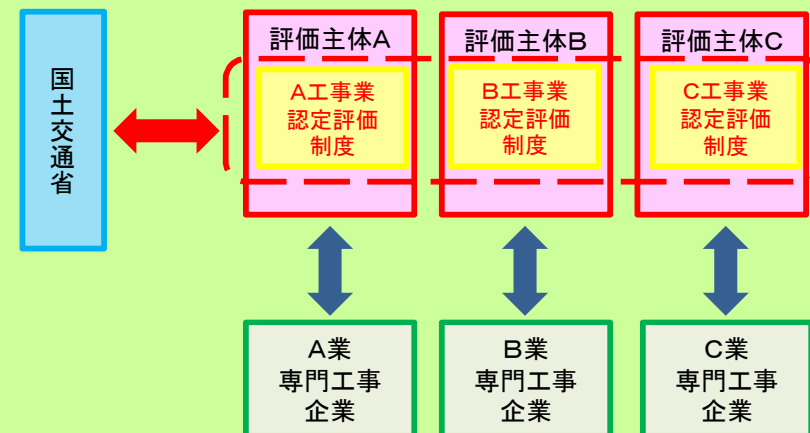 国土交通省
評価主体A
評価主体B
評価主体C
A工事業
認定評価
制度
B工事業
認定評価
制度
C工事業
認定評価
制度
A業
専門工事
企業
B業
専門工事
企業
C業
専門工事
企業